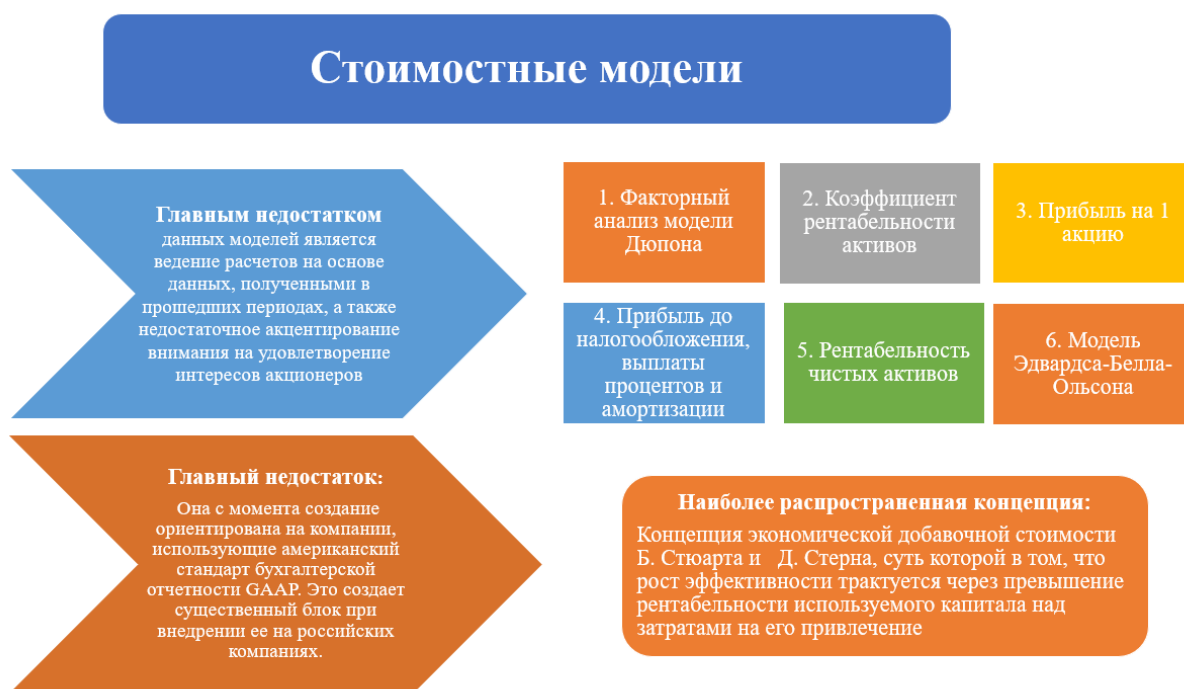 Стоимостные модели
Главным недостатком
данных моделей является
ведение расчетов на основе
данных, полученными в
прошедших периодах, а также
недостаточное акцентирование
внимания на удовлетворение
интересов акционеров
1. Факторный
анализ модели
Дюпона
2. Коэффициент
рентабельности
активов
3. Прибыль на 1
акцию
4. Прибыль до
налогообложения,
выплаты
процентов и
амортизации
5. Рентабельность
чистых активов
6. Модель
Эдвардса-Белла-
Ольсона
Главный недостаток:
Она с момента создание
ориентирована на компании,
использующие американский
стандарт бухгалтерской
отчетности GAAP. Это создает
существенный блок при
внедрении ее на российских
компаниях.
Наиболее распространенная концепция:
Концепция экономической добавочной стоимости
Б. Стюарта и Д. Стерна, суть которой в том, что
рост эффективности трактуется через превышение
рентабельности используемого капитала над
затратами на его привлечение